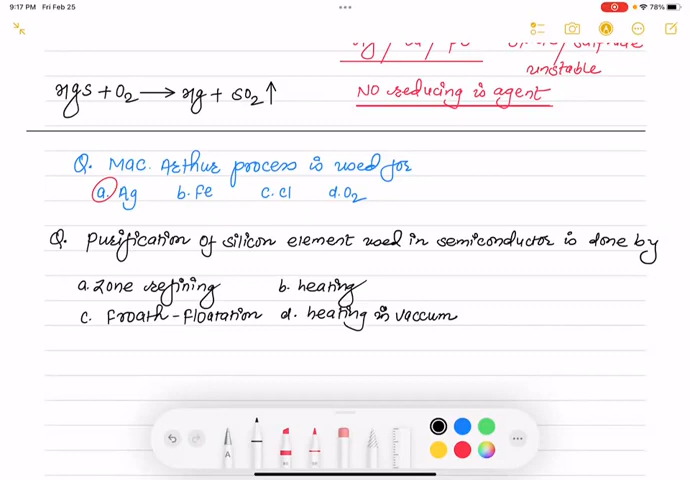 9:17 PM Fri Feb 25
78%
unstable
HgS + O2 → Hg + SO2 ↑
NO reducing is agent
Q. Mac. Arthur process is used for
a. Ag b. Fe c. Cl d. O2
Q. Purification of silicon element used in semiconductor is done by
a. Zone refining b. heating
c. Froath - Floatation d. heating in vaccum
A